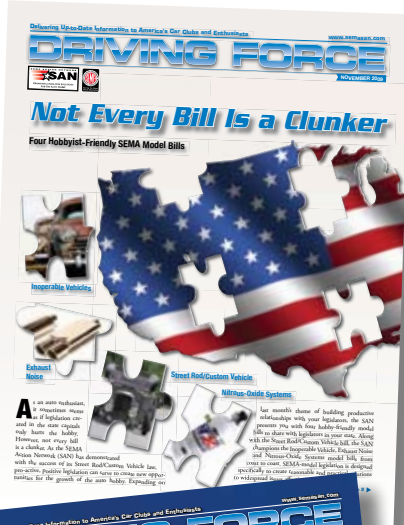 Delivering Up-to-Date Information to America's Car Clubs and Enthusiasts
www.semasan.com
DRIVING FORCE
NOVEMBER 2009
SAN
Not Every Bill Is a Clunker
Four Hobbyist-Friendly SEMA Model Bills
Inoperable Vehicles
Exhaust
Noise
Street Rod/Custom Vehicle
Nitrous-Oxide Systems
As an auto enthusiast,
it sometimes seems
as if legislation cre-
ated in the state capitals
only hurts the hobby.
However, not every bill
is a clunker. As the SEMA
Action Network (SAN) has demonstrated
with the success of its Street Rod/Custom Vehicle law,
pro-active. Positive legislation can serve to create new oppor-
tunities for the growth of the auto hobby. Expanding on
last month's theme of building productive
relationships with your legislators, the SAN
presents you with four hobby-friendly model
bills to share with legislators in your state. Along
with the Street Rod/Custom Vehicle bill, the SAN
champions the Inoperable Vehicle, Exhaust Noise
and Nitrous-Oxide Systems model bills. From
coast to coast, SEMA-model legislation is designed
specifically to create reasonable and practical solutions
to widespread
Information to America's Car Clubs and Enthusiasts
www.semasan.com
DRIVING FORCE